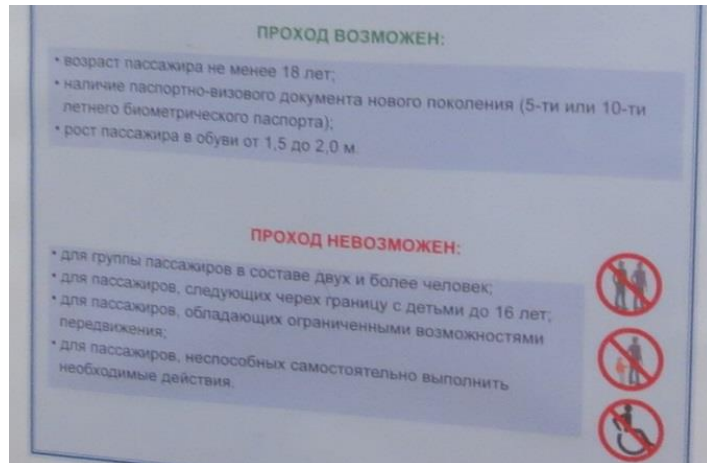 ПРОХОД ВОЗМОЖЕН:
• возраст пассажира не менее 18 лет;
• наличие паспортно-визового документа нового поколения (5-ти или 10-ти
летнего биометрического паспорта);
• рост пассажира в обуви от 1,5 до 2,0 м.
ПРОХОД НЕВОЗМОЖЕН:
• для группы пассажиров в составе двух и более человек;
• для пассажиров, следующих черех границу с детьми до 16 лет;
• для пассажиров, обладающих ограниченными возможностями
передвижения;
• для пассажиров, неспособных самостоятельно выполнить
необходимые действия.